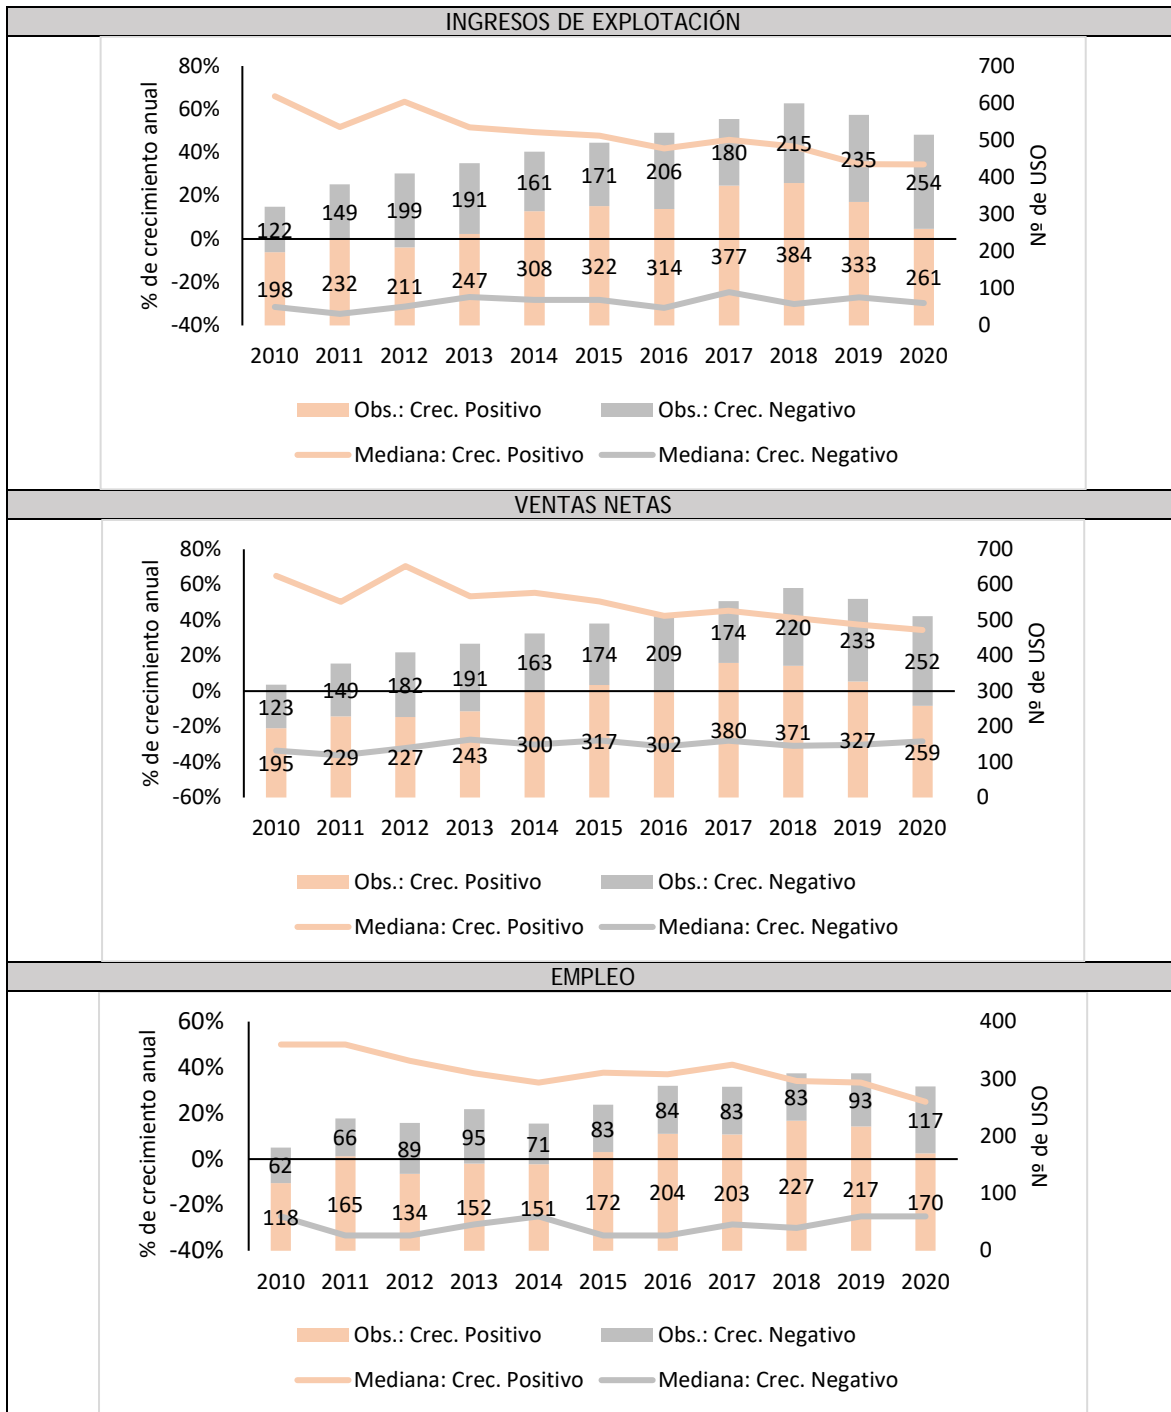 INGRESOS DE EXPLOTACIÓN
% de crecimiento anual
80%
60%
40%
20%
0%
-20%
-40%
122 149 199 191 161 171 206 180 215 235 254
198 232 211 247 308 322 314 377 384 333 261
700
600
500
400
300
200
100
0
Nº de USO
2010 2011 2012 2013 2014 2015 2016 2017 2018 2019 2020
Obs.: Crec. Positivo Obs.: Crec. Negativo
Mediana: Crec. Positivo Mediana: Crec. Negativo
VENTAS NETAS
% de crecimiento anual
80%
60%
40%
20%
0%
-20%
-40%
-60%
123 149 182 191 163 174 209 174 220 233 252
195 229 227 243 300 317 302 380 371 327 259
700
600
500
400
300
200
100
0
Nº de USO
2010 2011 2012 2013 2014 2015 2016 2017 2018 2019 2020
Obs.: Crec. Positivo Obs.: Crec. Negativo
Mediana: Crec. Positivo Mediana: Crec. Negativo
EMPLEO
% de crecimiento anual
60%
40%
20%
0%
-20%
-40%
62 66 89 95 71 83 84 83 83 93 117
118 165 134 152 151 172 204 203 227 217 170
400
300
200
100
0
Nº de USO
2010 2011 2012 2013 2014 2015 2016 2017 2018 2019 2020
Obs.: Crec. Positivo Obs.: Crec. Negativo
Mediana: Crec. Positivo Mediana: Crec. Negativo